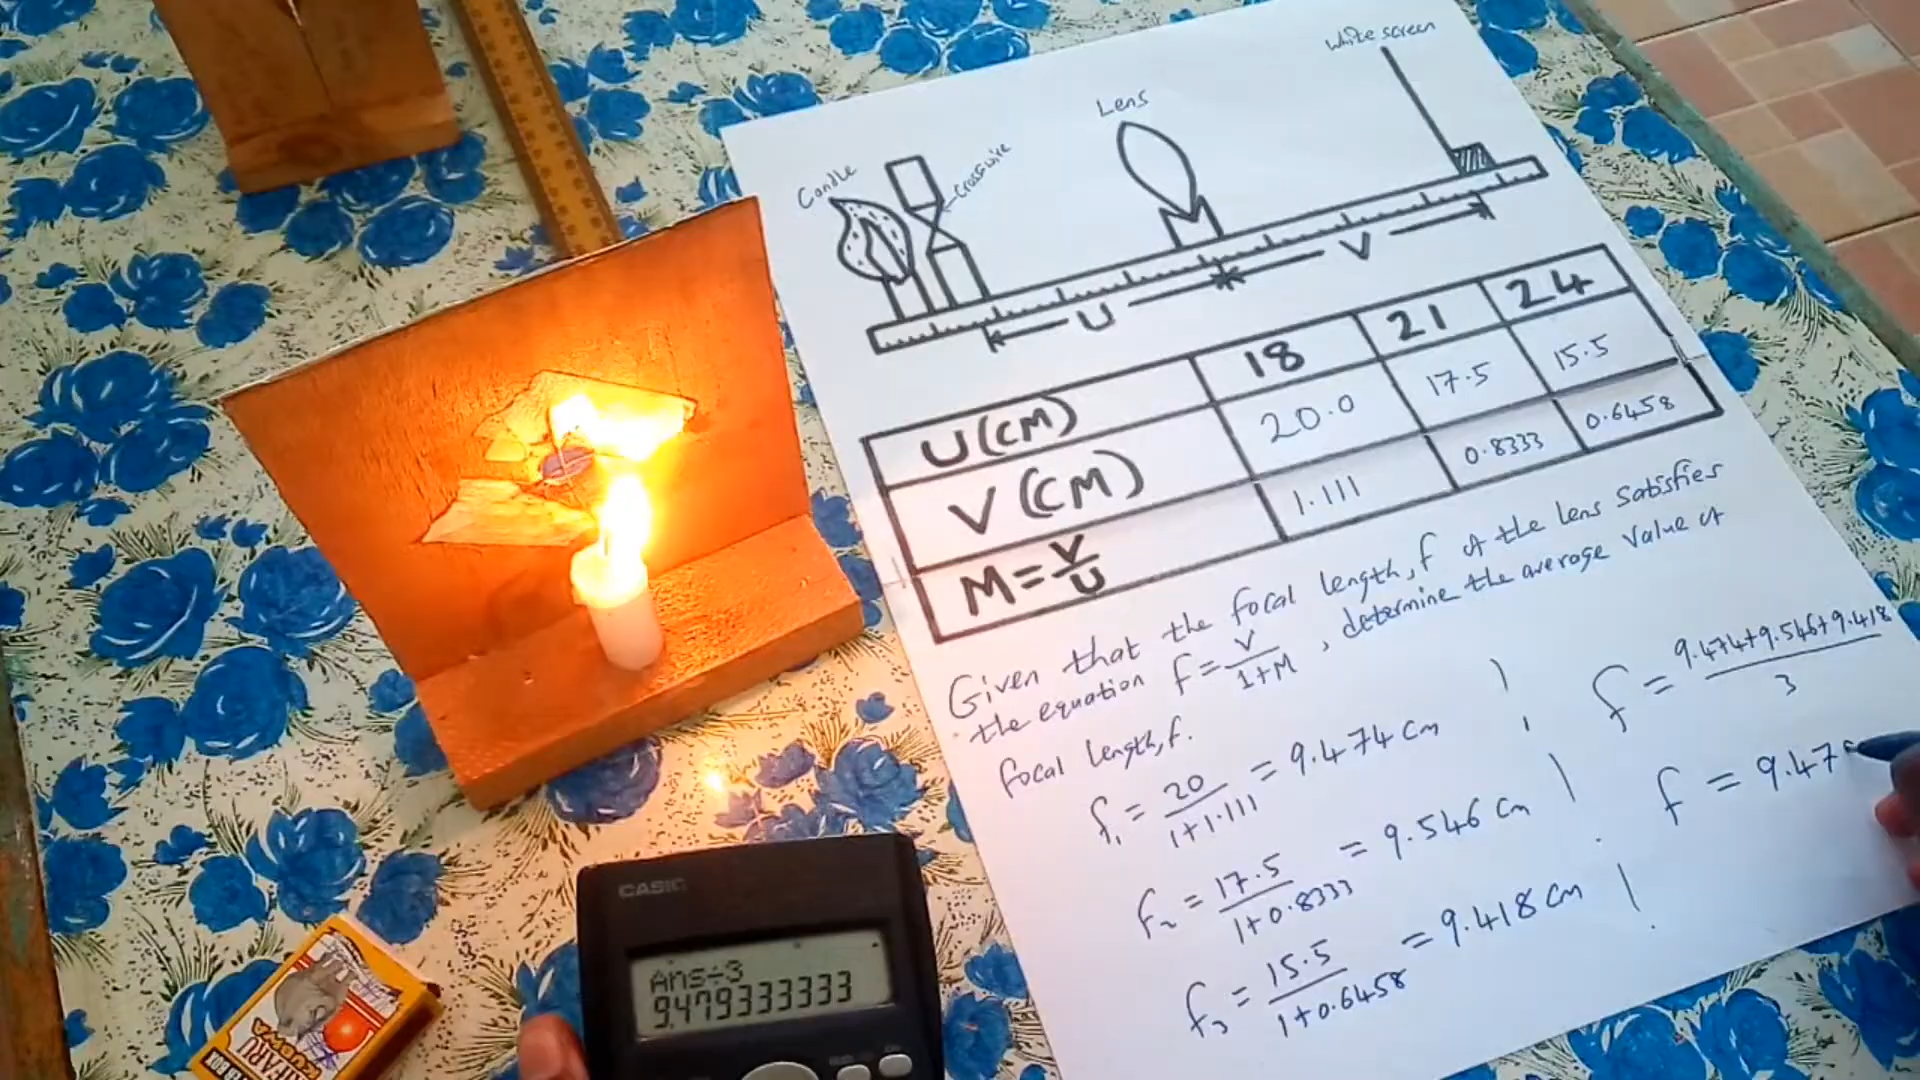 White screen
Lens
Candle
Crosswire
U
V
U(CM) 18 21 24
V(CM) 20.0 17.5 15.5
M=V/U 1.111 0.8333 0.6458
Given that the focal length, f of the lens satisfies
the equation f = V/1+M , determine the average value of
focal length, f.
f₁ = 20/1+1.111 = 9.474 cm
f₂ = 17.5/1+0.8333 = 9.546 cm
f₃ = 15.5/1+0.6458 = 9.418 cm
f = 9.474+9.546+9.418/3
f = 9.47
CASIO
Ans÷3
9.479333333